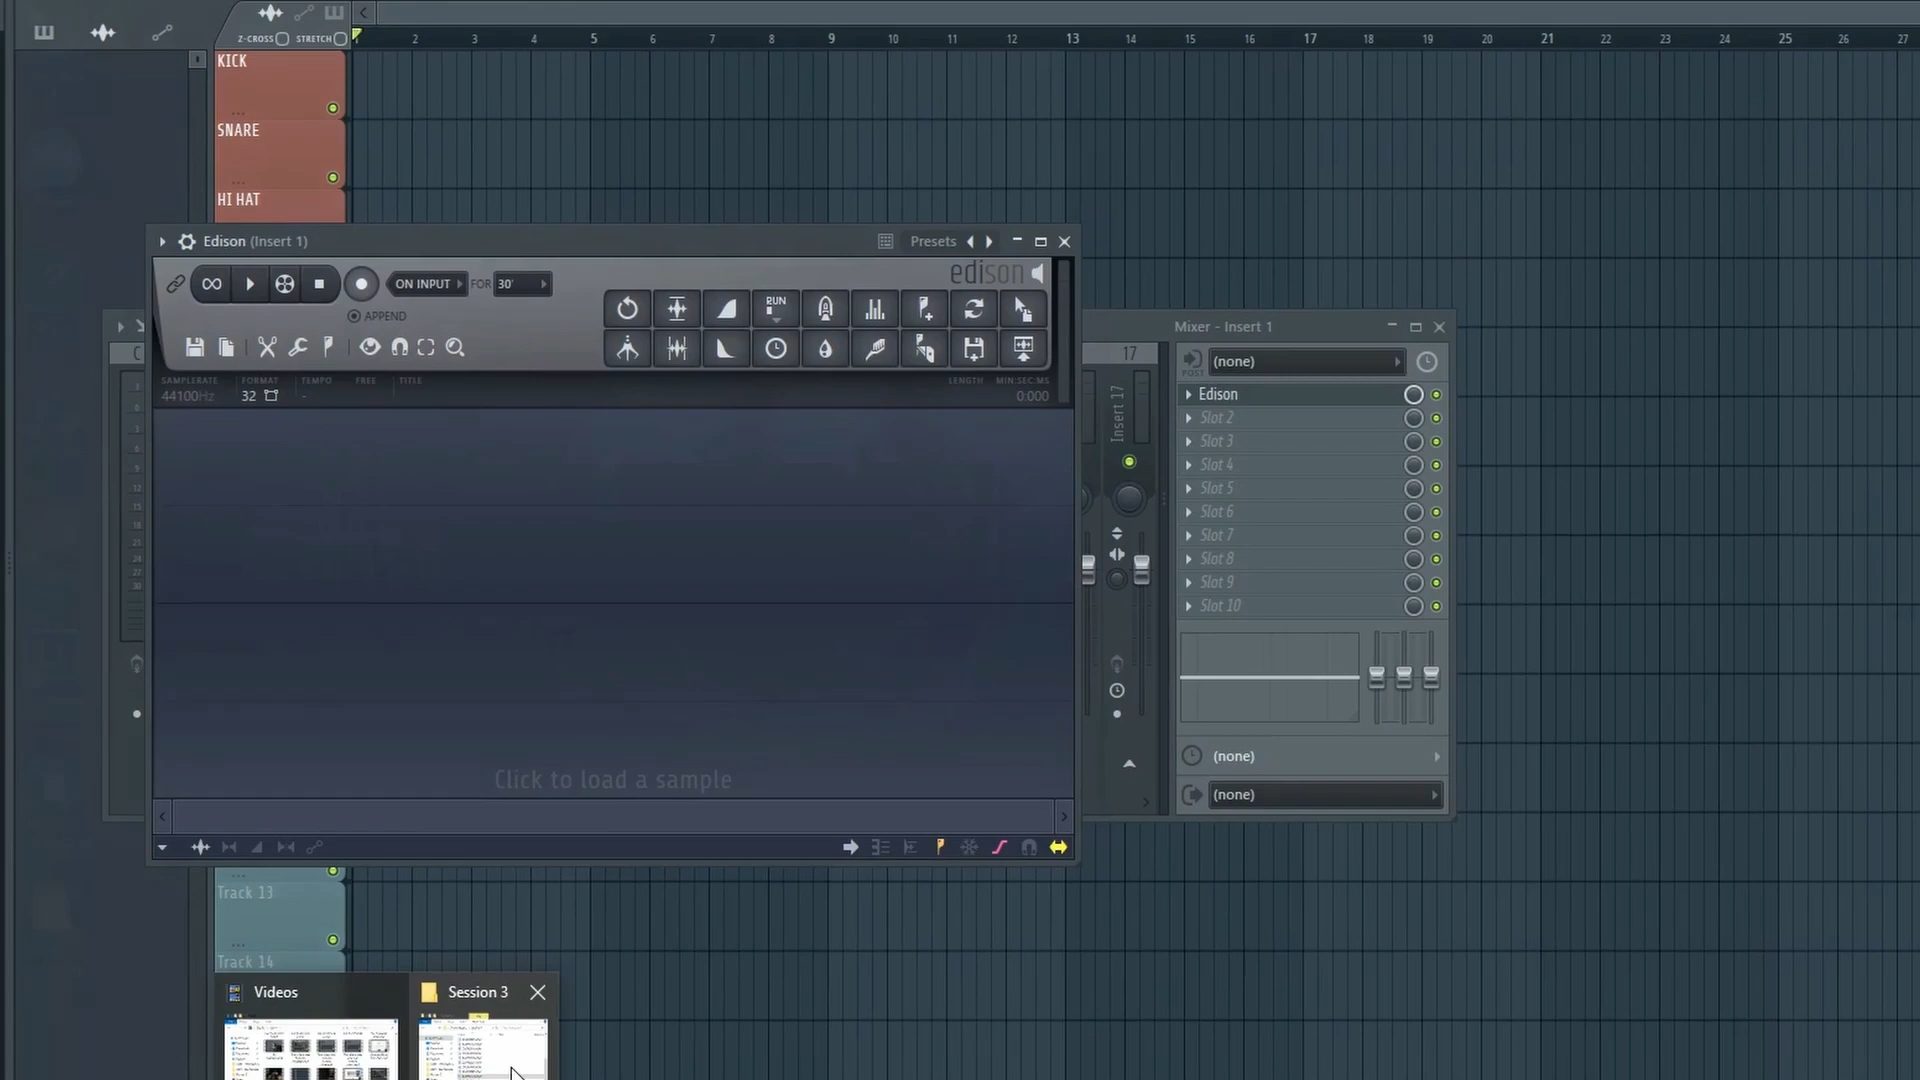 Z-CROSS STRETCH
2 3 4 5 6 7 8 9 10 11 12 13 14 15 16 17 18 19 20 21 22 23 24 25 26 27
KICK
SNARE
HI HAT
Edison (Insert 1)
Presets
ON INPUT FOR 30'
edison
RUN
APPEND
SAMPLERATE FORMAT TEMPO FREE TITLE LENGTH MIN:SEC:MS
44100Hz 32 - 0:000
Click to load a sample
C
17
Insert 17
Mixer - Insert 1
POST (none)
Edison
Slot 2
Slot 3
Slot 4
Slot 5
Slot 6
Slot 7
Slot 8
Slot 9
Slot 10
(none)
(none)
Track 13
Track 14
Videos
Session 3